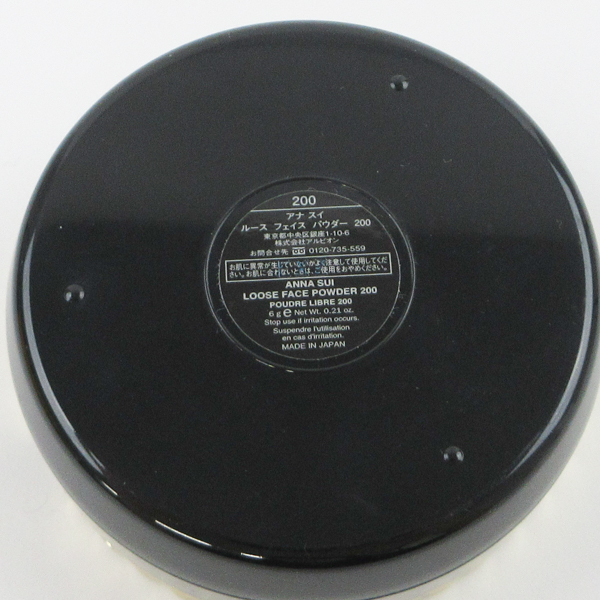 200
アナ スイ
ルース フェイス パウダー 200
東京都中央区銀座1-10-6
株式会社アルビオン
お問合せ先 0120-735-559
お肌に異常が生じていないかよく注意して使用してくだ
さい。お肌に合わないときは、ご使用をおやめください。
ANNA SUI
LOOSE FACE POWDER 200
POUDRE LIBRE 200
6 g e Net Wt. 0.21 oz.
Stop use if irritation occurs.
Suspendre l'utilisation
en cas d'irritation.
MADE IN JAPAN